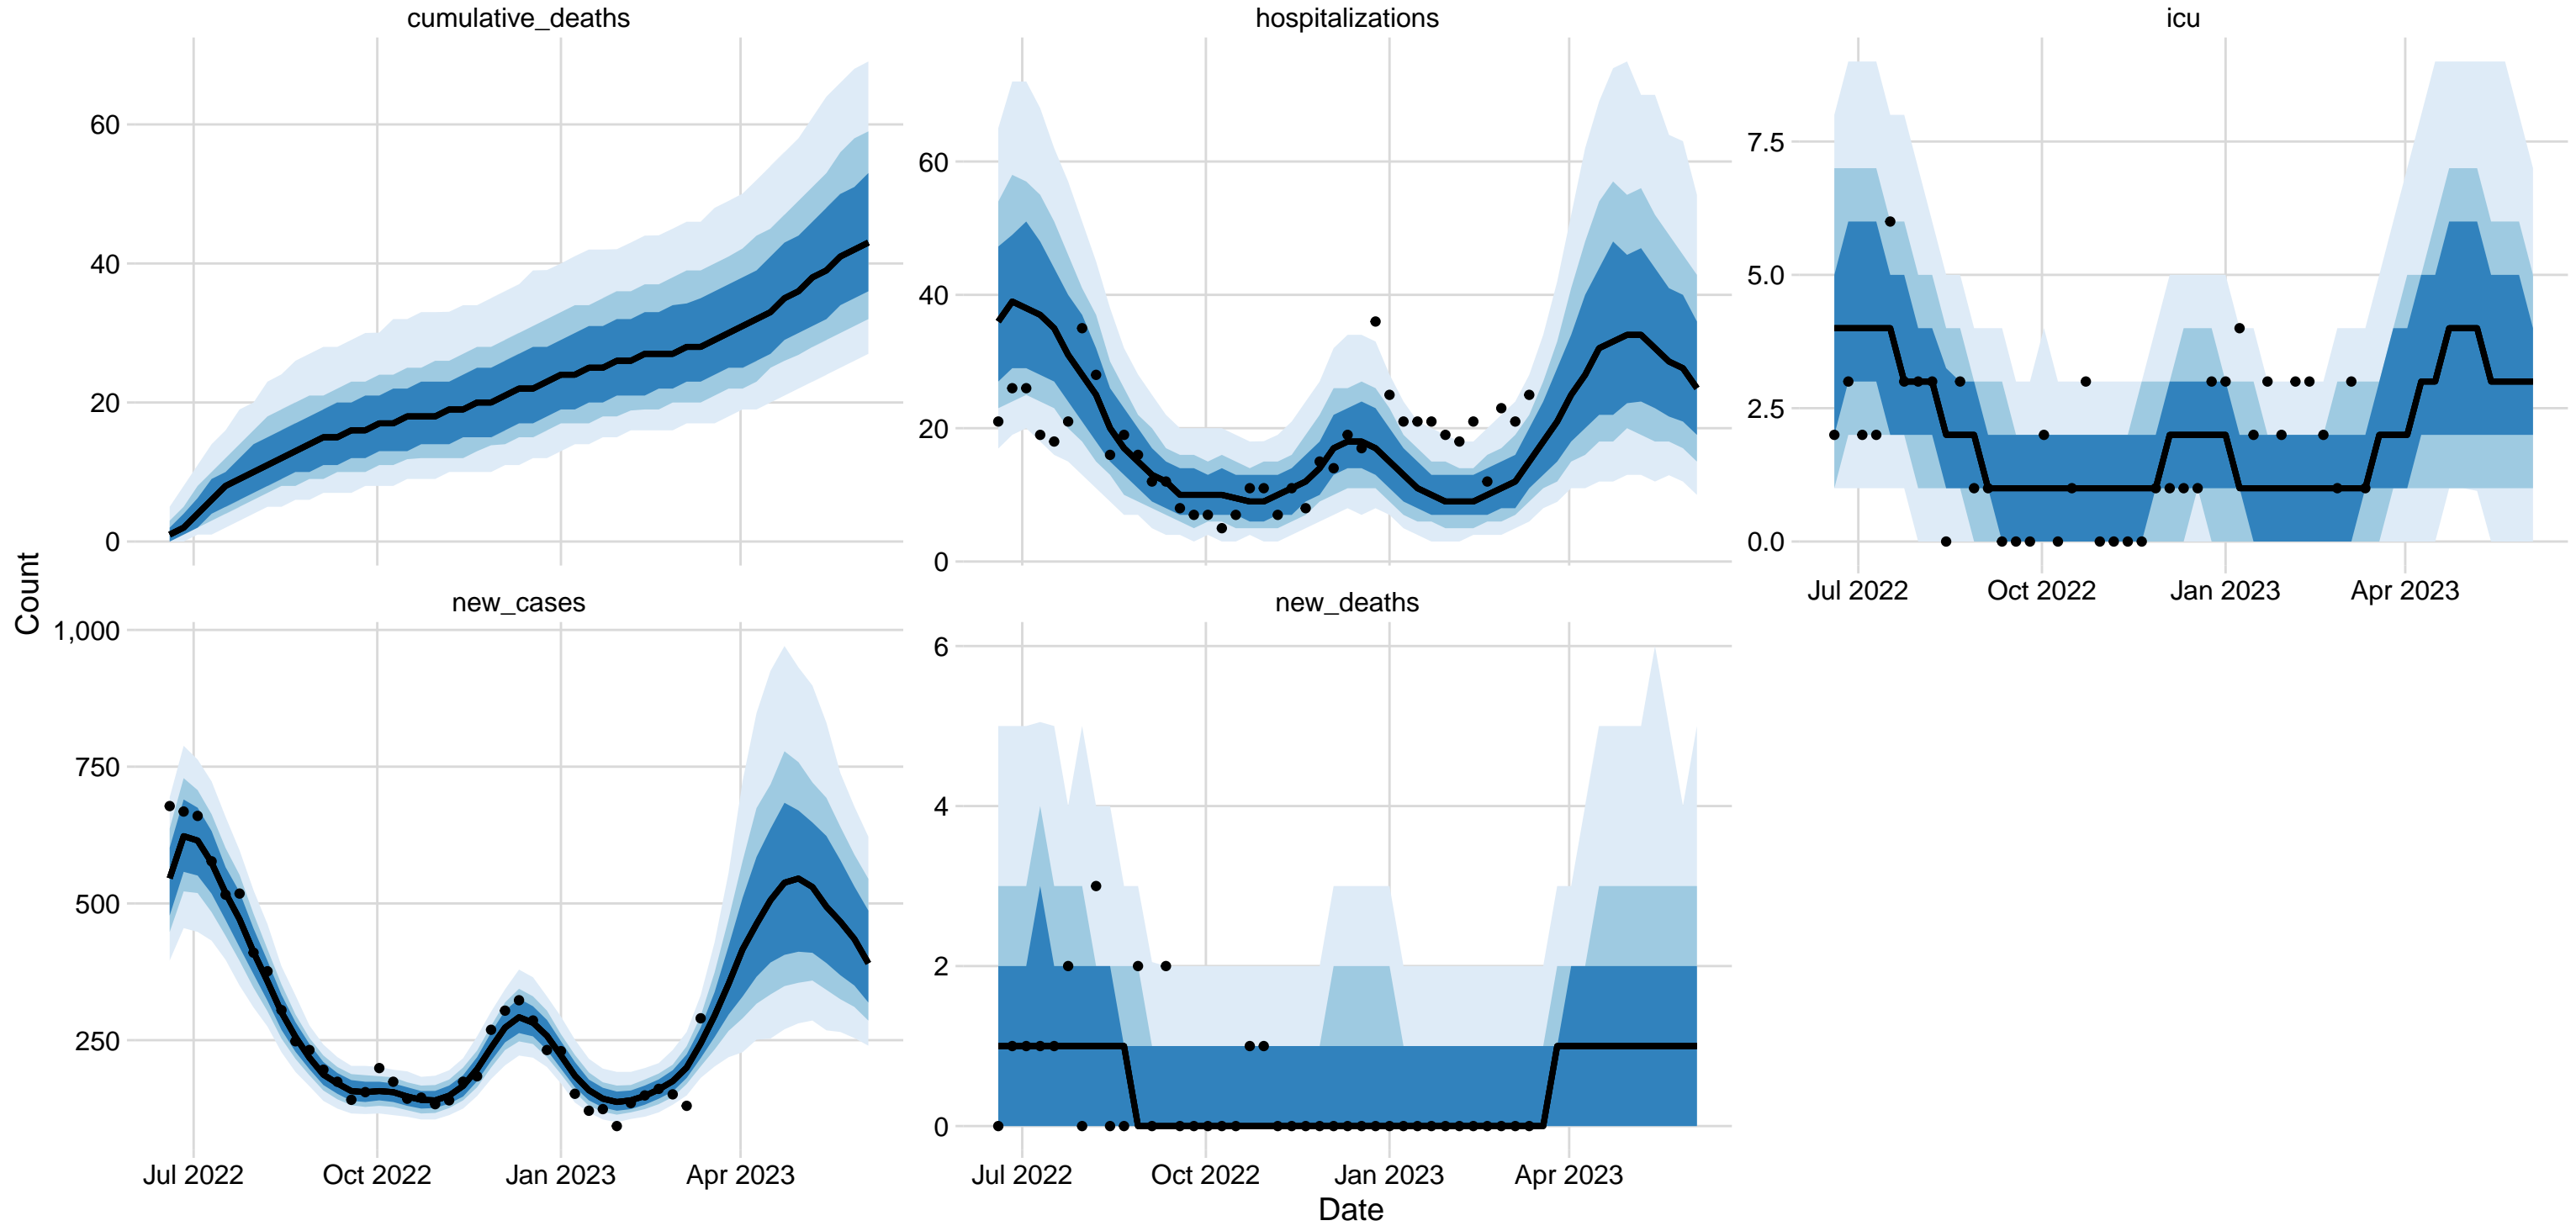 cumulative_deaths
60
40
20
0
hospitalizations
60
40
20
0
icu
7.5
5.0
2.5
0.0
Jul 2022 Oct 2022 Jan 2023 Apr 2023
Count
new_cases
1,000
750
500
250
Jul 2022 Oct 2022 Jan 2023 Apr 2023
new_deaths
6
4
2
0
Jul 2022 Oct 2022 Jan 2023 Apr 2023
Date